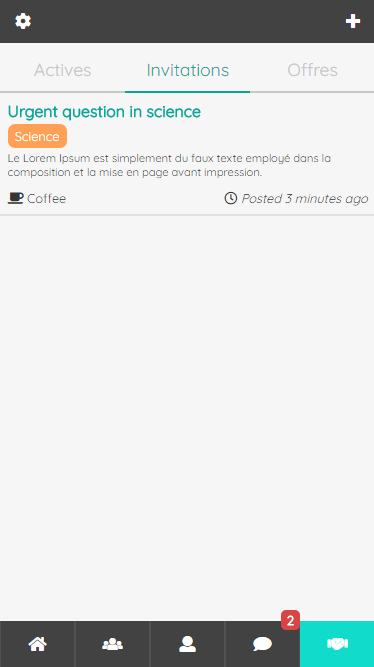 Actives Invitations Offres
Urgent question in science
Science
Le Lorem Ipsum est simplement du faux texte employé dans la
composition et la mise en page avant impression.
Coffee Posted 3 minutes ago
2